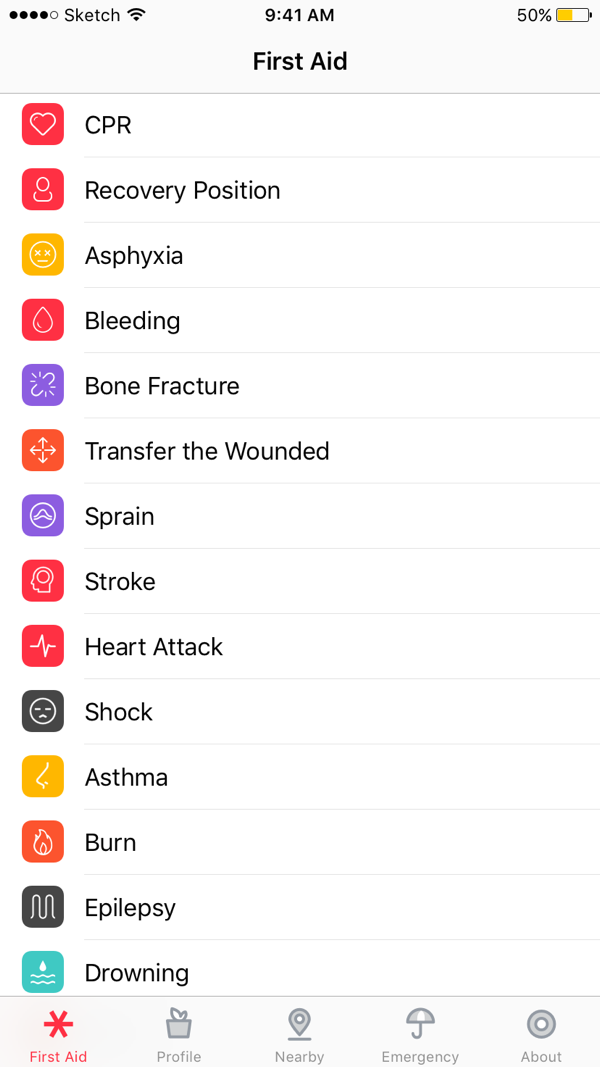 Sketch 9:41 AM 50%
First Aid
CPR
Recovery Position
Asphyxia
Bleeding
Bone Fracture
Transfer the Wounded
Sprain
Stroke
Heart Attack
Shock
Asthma
Burn
Epilepsy
Drowning
First Aid Profile Nearby Emergency About